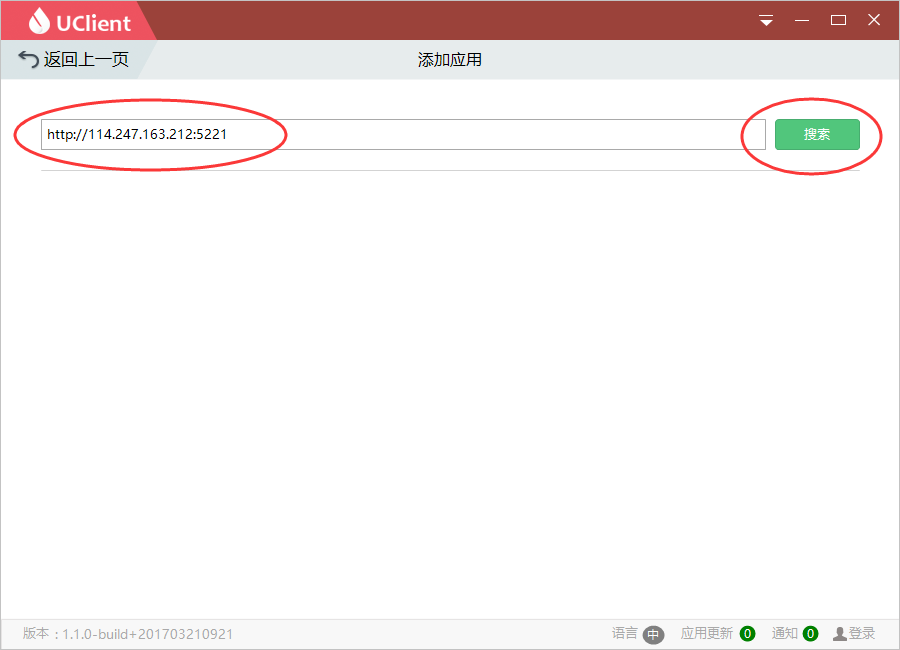 UClient
返回上一页
添加应用
http://114.247.163.212:5221
搜索
版本：1.1.0-build+201703210921
语言 中 应用更新 0 通知 0 登录